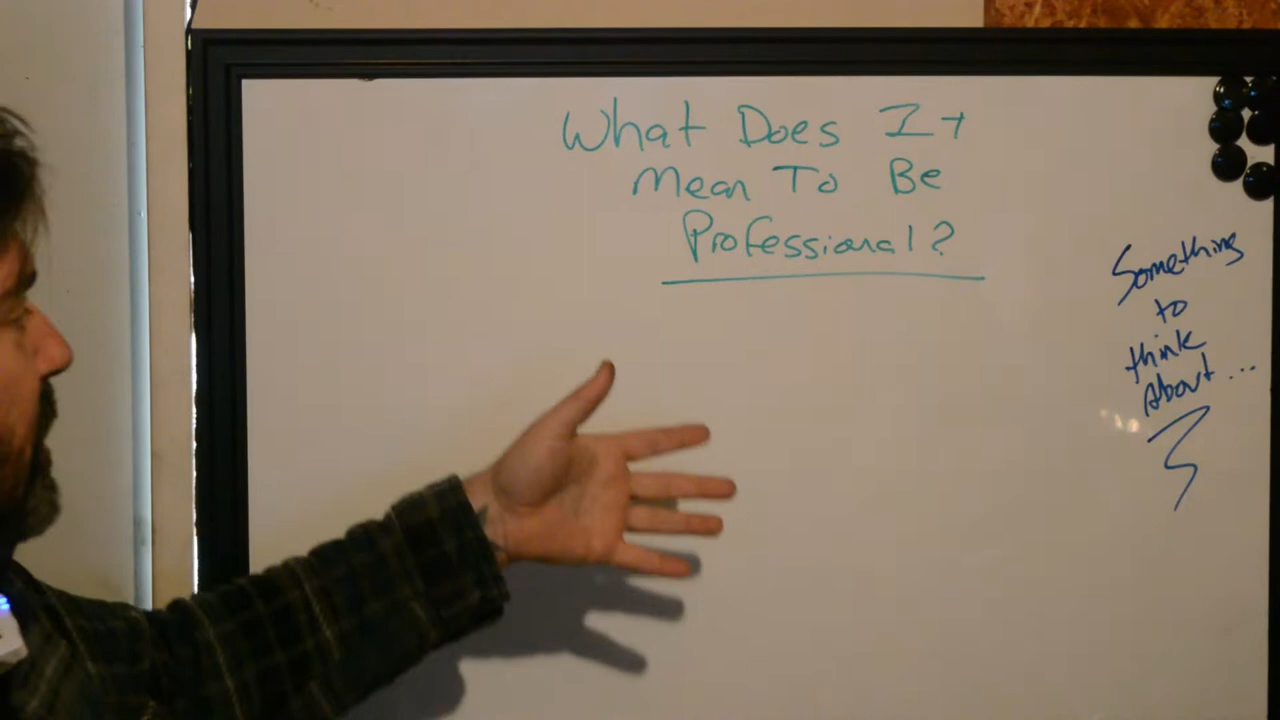 What Does It
Mean To Be
Professional?
Something
to
think
About...